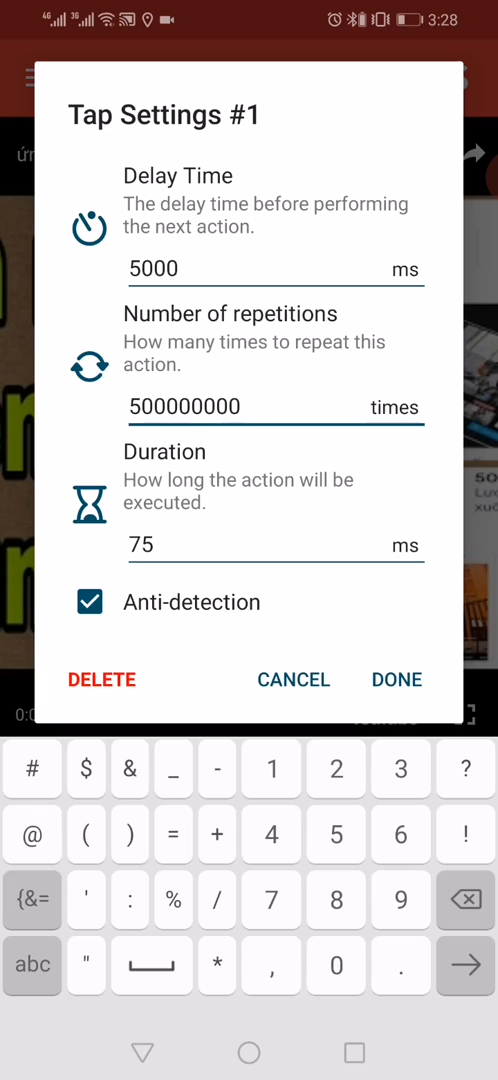 4G 3G 3:28
Tap Settings #1
Delay Time
The delay time before performing
the next action.
5000 ms
Number of repetitions
How many times to repeat this
action.
500000000 times
Duration
How long the action will be
executed.
75 ms
Anti-detection
DELETE CANCEL DONE
# $ & _ - 1 2 3 ?
@ ( ) = + 4 5 6 !
{&= ' : % / 7 8 9
abc " * , 0 .